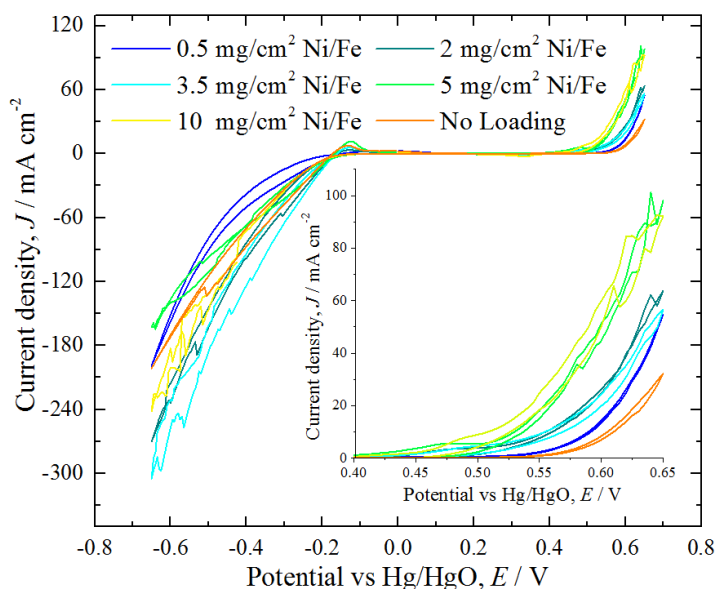 120
60
0
-60
-120
-180
-240
-300
Current density, J / mA cm⁻²
0.5 mg/cm² Ni/Fe
2 mg/cm² Ni/Fe
3.5 mg/cm² Ni/Fe
5 mg/cm² Ni/Fe
10 mg/cm² Ni/Fe
No Loading
100
80
60
40
20
0
Current density, J / mA cm⁻²
0.40 0.45 0.50 0.55 0.60 0.65
Potential vs Hg/HgO, E / V
-0.8 -0.6 -0.4 -0.2 0.0 0.2 0.4 0.6 0.8
Potential vs Hg/HgO, E / V